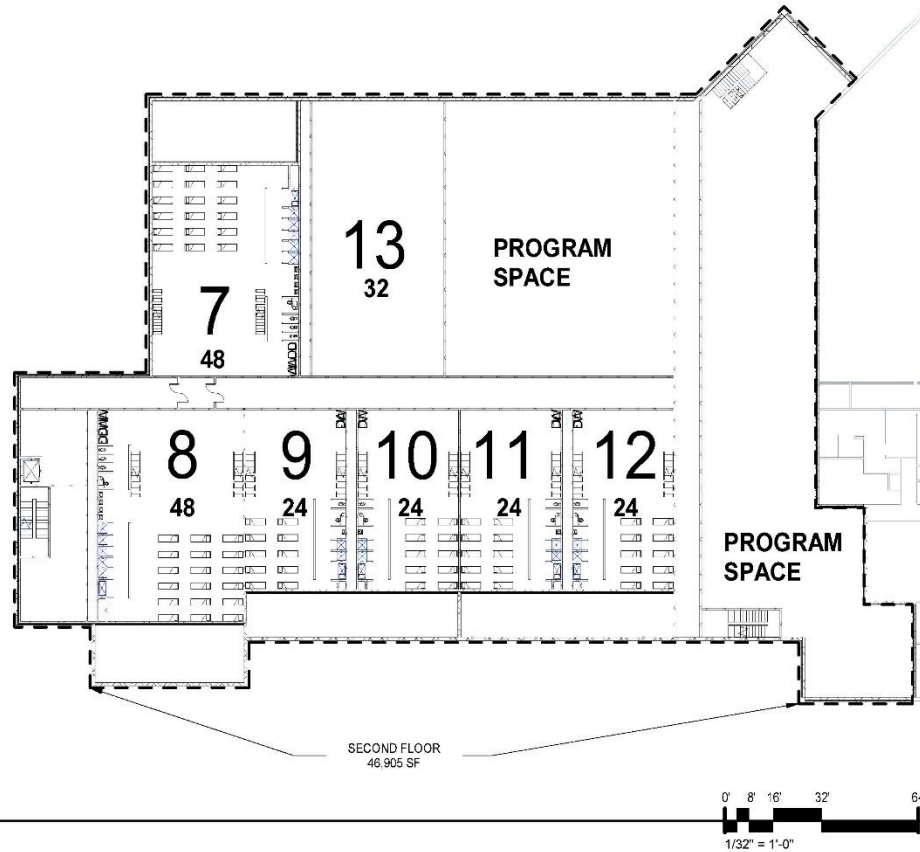 13
32
PROGRAM
SPACE
7
48
8
48
9
24
10
24
11
24
12
24
PROGRAM
SPACE
SECOND FLOOR
46,905 SF
0' 8' 16' 32' 64
1/32" = 1'-0"